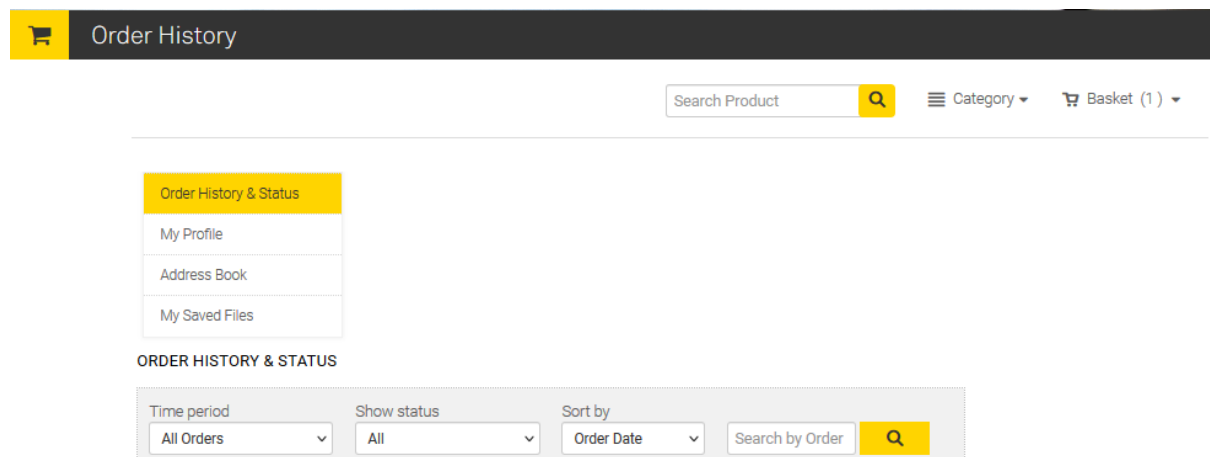 Order History
Search Product Category Basket (1 )
Order History & Status
My Profile
Address Book
My Saved Files
ORDER HISTORY & STATUS
Time period Show status Sort by
All Orders All Order Date Search by Order